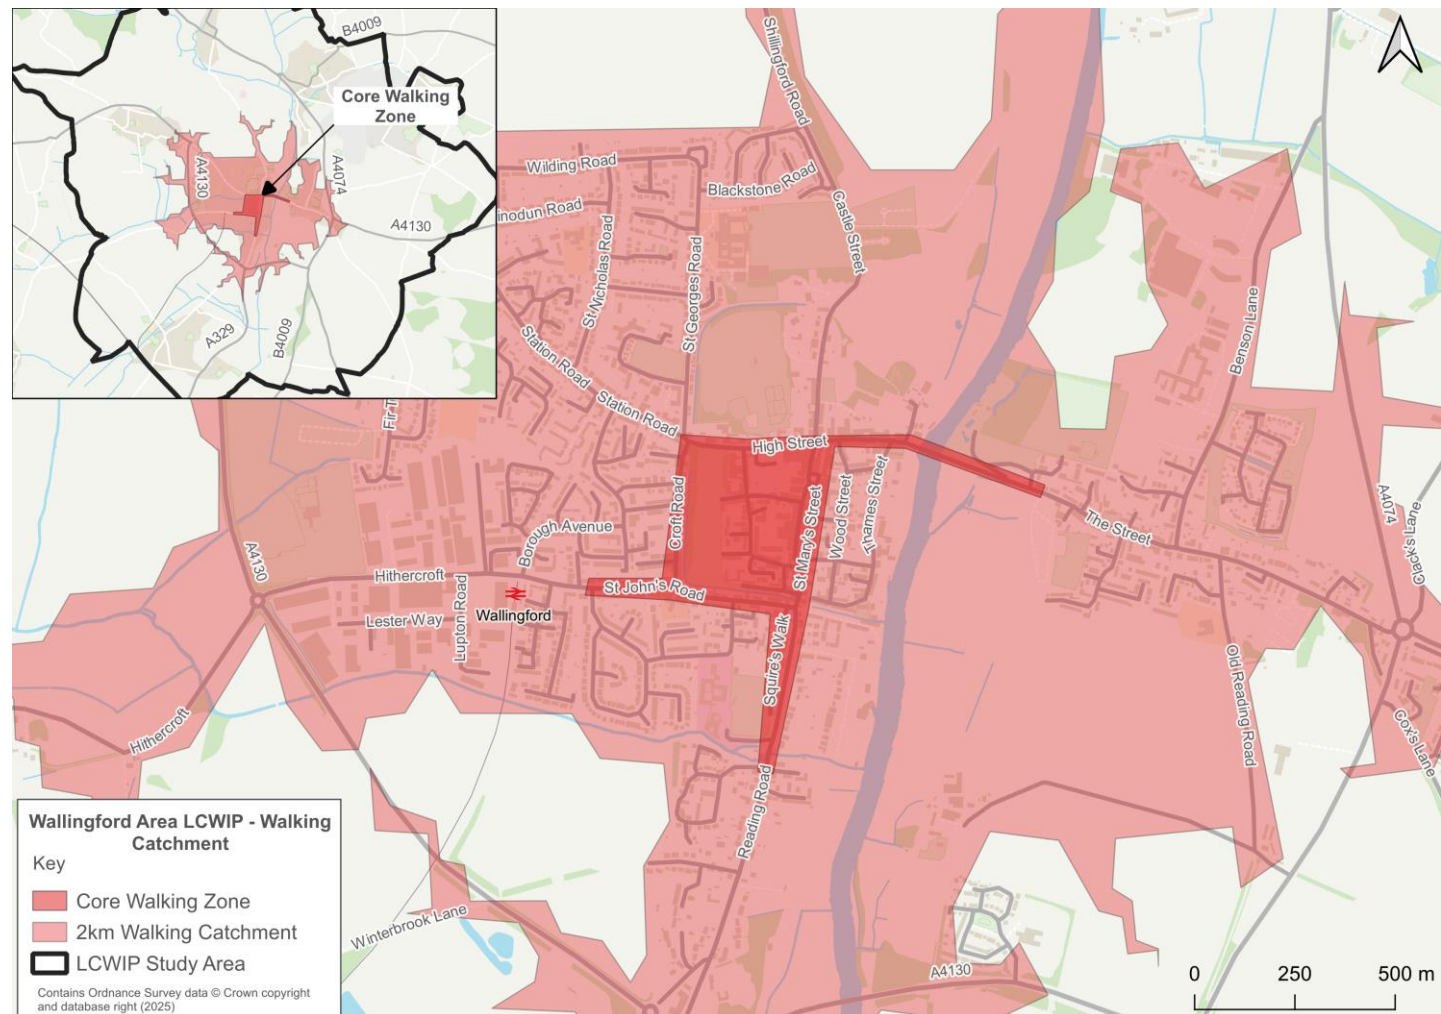 B4009
Core Walking
Zone
A4130
A4074
A4130
A329
B4009
Shillingford Road
Wilding Road
Blackstone Road
inodun Road
Castle Street
St Nicholas Road
St Georges Road
Station Road
Station Road
Fir T
High Street
Benson Lane
A4074
Clack's Lane
Croft Road
St Mary's Street
Wood Street
Thames Street
The Street
Borough Avenue
A4130
Hithercroft
St John's Road
Lester Way
Lupton Road
Wallingford
Squire's Walk
Old Reading Road
Cox's Lane
Hithercroft
Reading Road
Winterbrook Lane
A4130
Wallingford Area LCWIP - Walking
Catchment
Key
Core Walking Zone
2km Walking Catchment
LCWIP Study Area
Contains Ordnance Survey data © Crown copyright
and database right (2025)
0 250 500 m